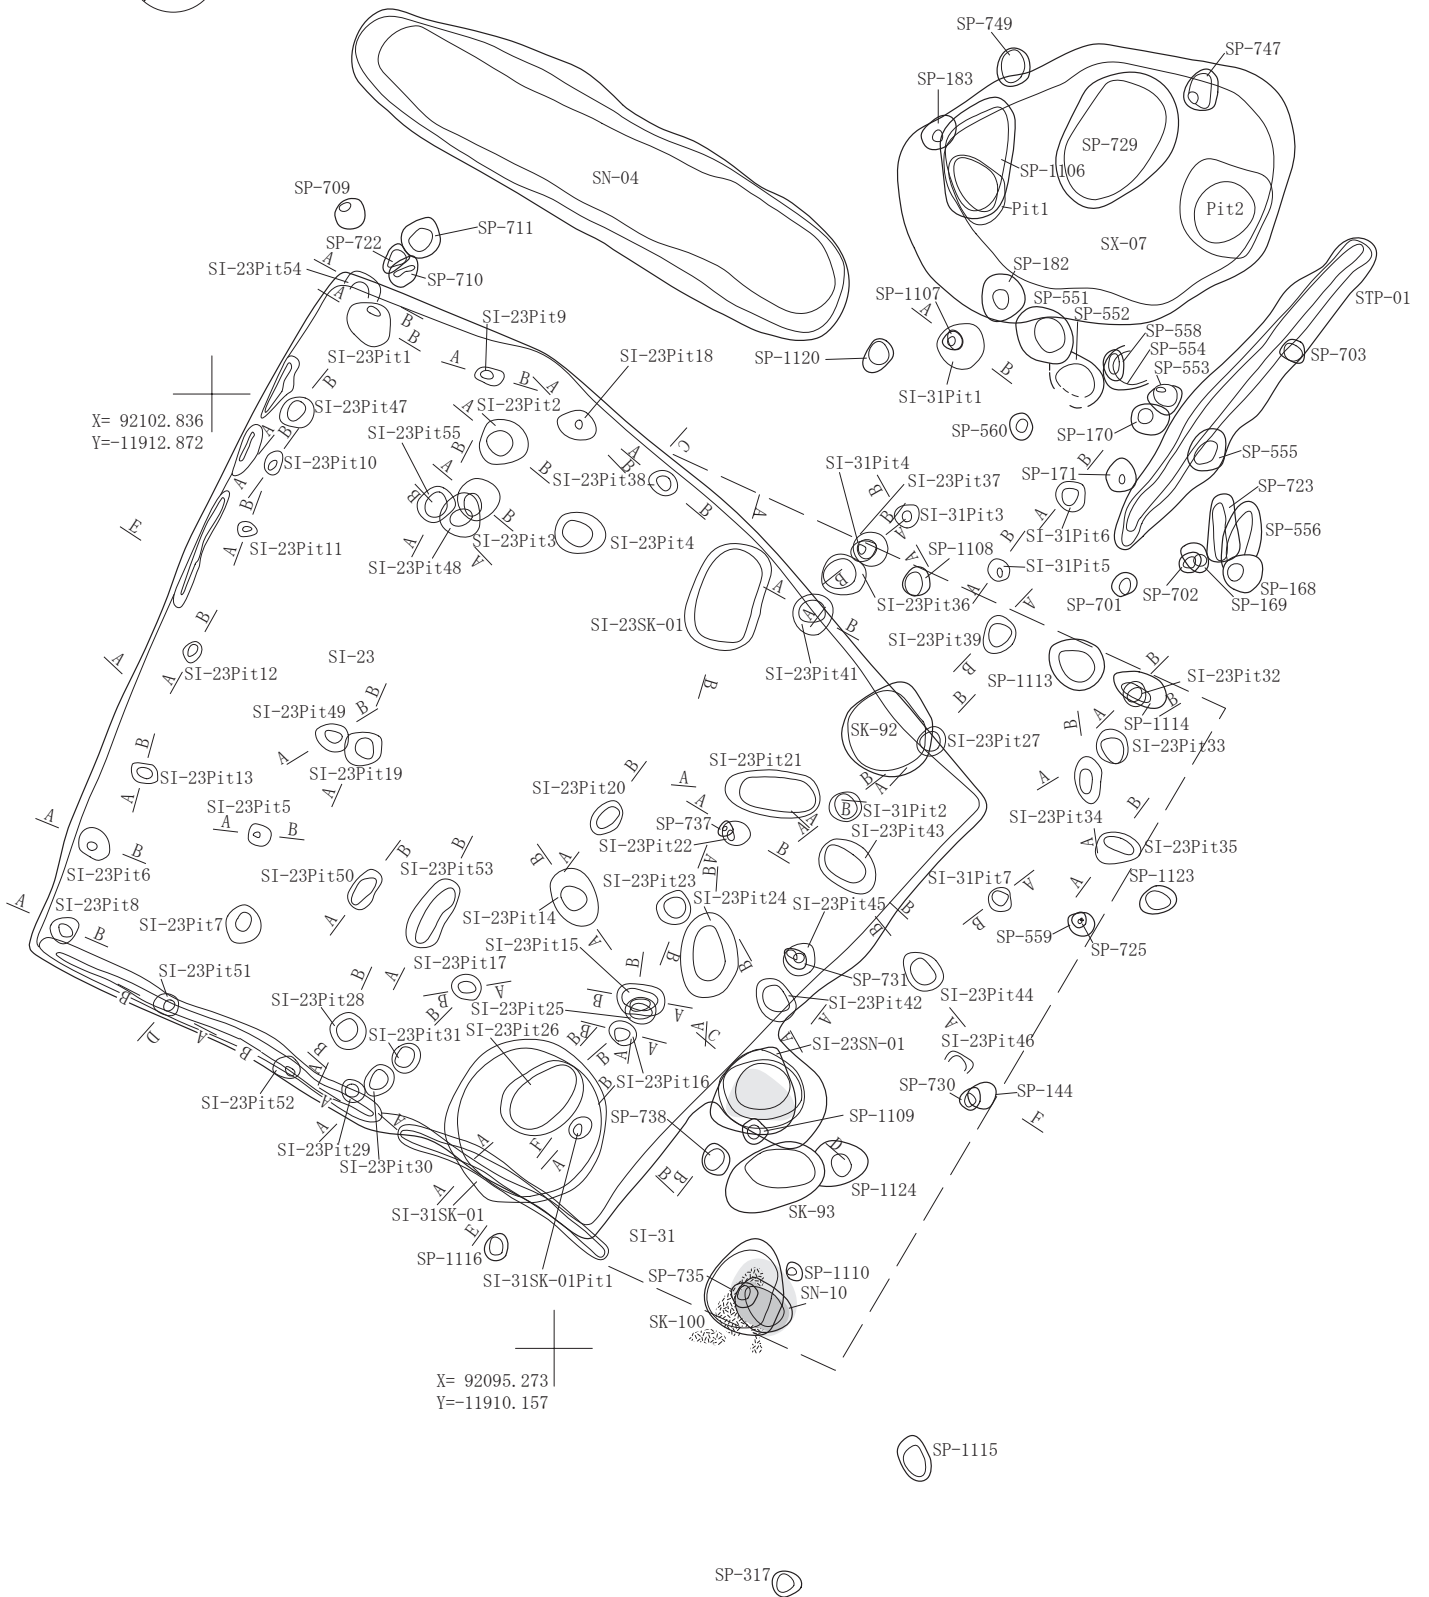 SP-749
SP-747
SP-183
SP-729
SP-1106
SN-04
SP-709
Pit1
Pit2
SP-711
SP-722
SX-07
A
SI-23Pit54
SP-182
SP-710
A
SP-1107
SP-551
STP-01
A
SP-552
SI-23Pit9
B
SP-558
B
SP-554
SP-703
SI-23Pit1
A
SI-23Pit18
SP-1120
SP-553
B
B
B
A
SI-31Pit1
X= 92102.836
SI-23Pit47
A
SI-23Pit2
Y=-11912.872
A
B
SI-23Pit55
SP-560
SP-170
B
C
A
SP-555
SI-23Pit10
A
B
B
SI-31Pit4
B
SP-171
A
SI-23Pit38
SI-23Pit37
SP-723
B
B
B
B
B
A
E
B
SI-31Pit3
SP-556
A
A
SI-23Pit3
SI-23Pit4
A
B
SI-31Pit6
SI-23Pit11
A
SP-1108
A
SI-23Pit48
A
A
B
SI-31Pit5
SP-168
A
SP-702
SP-701
SP-169
A
A
SI-23Pit36
B
SI-23SK-01
A
B
SI-23Pit39
A
SI-23
B
B
SI-23Pit12
SI-23Pit41
SP-1113
SI-23Pit32
A
B
B
B
B
SI-23Pit49
B
A
SP-1114
B
SK-92
SI-23Pit27
B
SI-23Pit33
A
SI-23Pit21
SI-23Pit13
SI-23Pit19
B
A
B
A
A
SI-23Pit20
A
A
A
SI-23Pit5
A
B
SI-31Pit2
B
A
SI-23Pit34
A
B
SP-737
A
A
SI-23Pit43
SI-23Pit22
A
SI-23Pit35
B
B
B
B
A
B
A
SI-23Pit6
SI-23Pit50
SI-23Pit53
B
SI-23Pit23
SI-31Pit7
A
A
SP-1123
A
SI-23Pit8
SI-23Pit24
SI-23Pit45
B
SI-23Pit7
A
SI-23Pit14
B
B
SP-559
B
SI-23Pit15
A
SP-725
SI-23Pit51
SI-23Pit17
B
B
B
B
A
SP-731
B
SI-23Pit28
B
A
B
SI-23Pit42
SI-23Pit44
SI-23Pit25
B
A
A
D
A
SI-23Pit31
SI-23Pit26
B
B
A
C
A
A
SI-23SN-01
SI-23Pit46
B
B
A
A
B
A
B
SI-23Pit16
SP-730
SP-144
SI-23Pit52
A
SP-738
SP-1109
A
A
F
SI-23Pit29
A
F
D
SI-23Pit30
A
B
B
SP-1124
A
SI-31SK-01
SK-93
E
SP-1116
SI-31
SI-31SK-01Pit1
SP-735
SP-1110
SN-10
SK-100
X= 92095.273
Y=-11910.157
SP-1115
SP-317